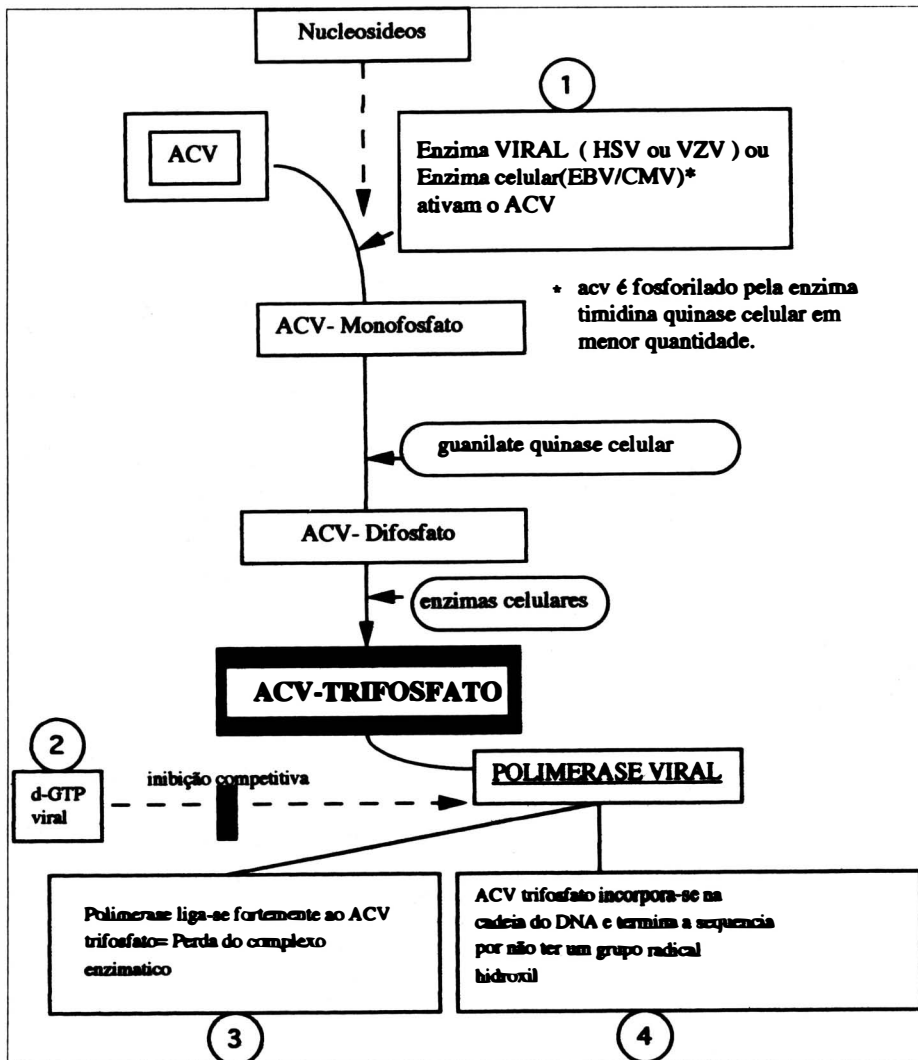 Nucleosideos
1
ACV
Enzima VIRAL ( HSV ou VZV ) ou
Enzima celular(EBV/CMV)*
ativam o ACV
* acv é fosforilado pela enzima
timidina quinase celular em
menor quantidade.
ACV- Monofosfato
guanilate quinase celular
ACV- Difosfato
enzimas celulares
ACV-TRIFOSFATO
2
d-GTP
viral
inibição competitiva
POLIMERASE VIRAL
Polimerase liga-se fortemente ao ACV
trifosfato= Perda do complexo
enzimatico
3
ACV trifosfato incorpora-se na
cadeia do DNA e termina a sequencia
por não ter um grupo radical
hidroxil
4